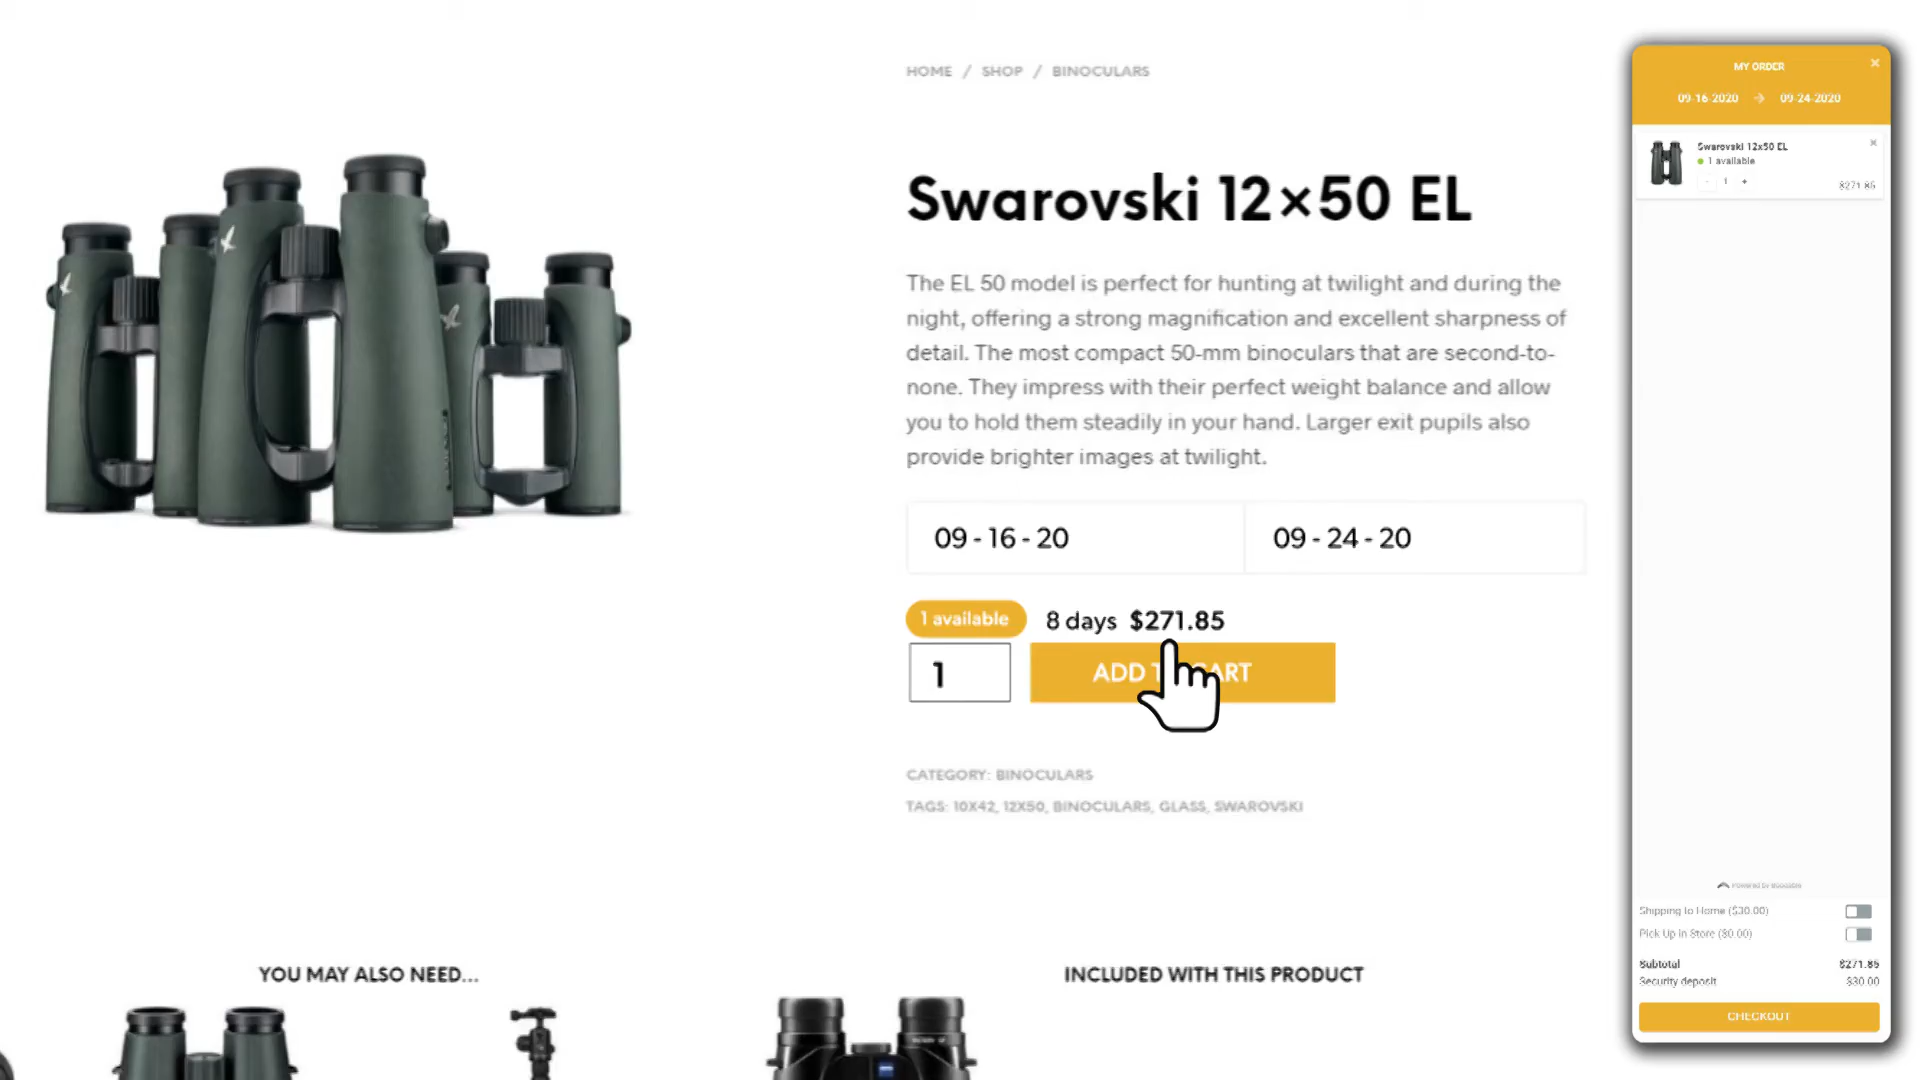 HOME / SHOP / BINOCULARS
Swarovski 12×50 EL
The EL 50 model is perfect for hunting at twilight and during the
night, offering a strong magnification and excellent sharpness of
detail. The most compact 50-mm binoculars that are second-to-
none. They impress with their perfect weight balance and allow
you to hold them steadily in your hand. Larger exit pupils also
provide brighter images at twilight.
09 - 16 - 20
09 - 24 - 20
1 available
8 days $271.85
1
ADD T CART
CATEGORY: BINOCULARS
TAGS: 10X42, 12X50, BINOCULARS, GLASS, SWAROVSKI
YOU MAY ALSO NEED...
INCLUDED WITH THIS PRODUCT
MY ORDER
09-16-2020 → 09-24-2020
Swarovski 12x50 EL
1 available
- 1 +
$271.85
Powered by Booqable
Shipping to Home ($30.00)
Pick Up in Store ($0.00)
Subtotal $271.85
Security deposit $30.00
CHECKOUT